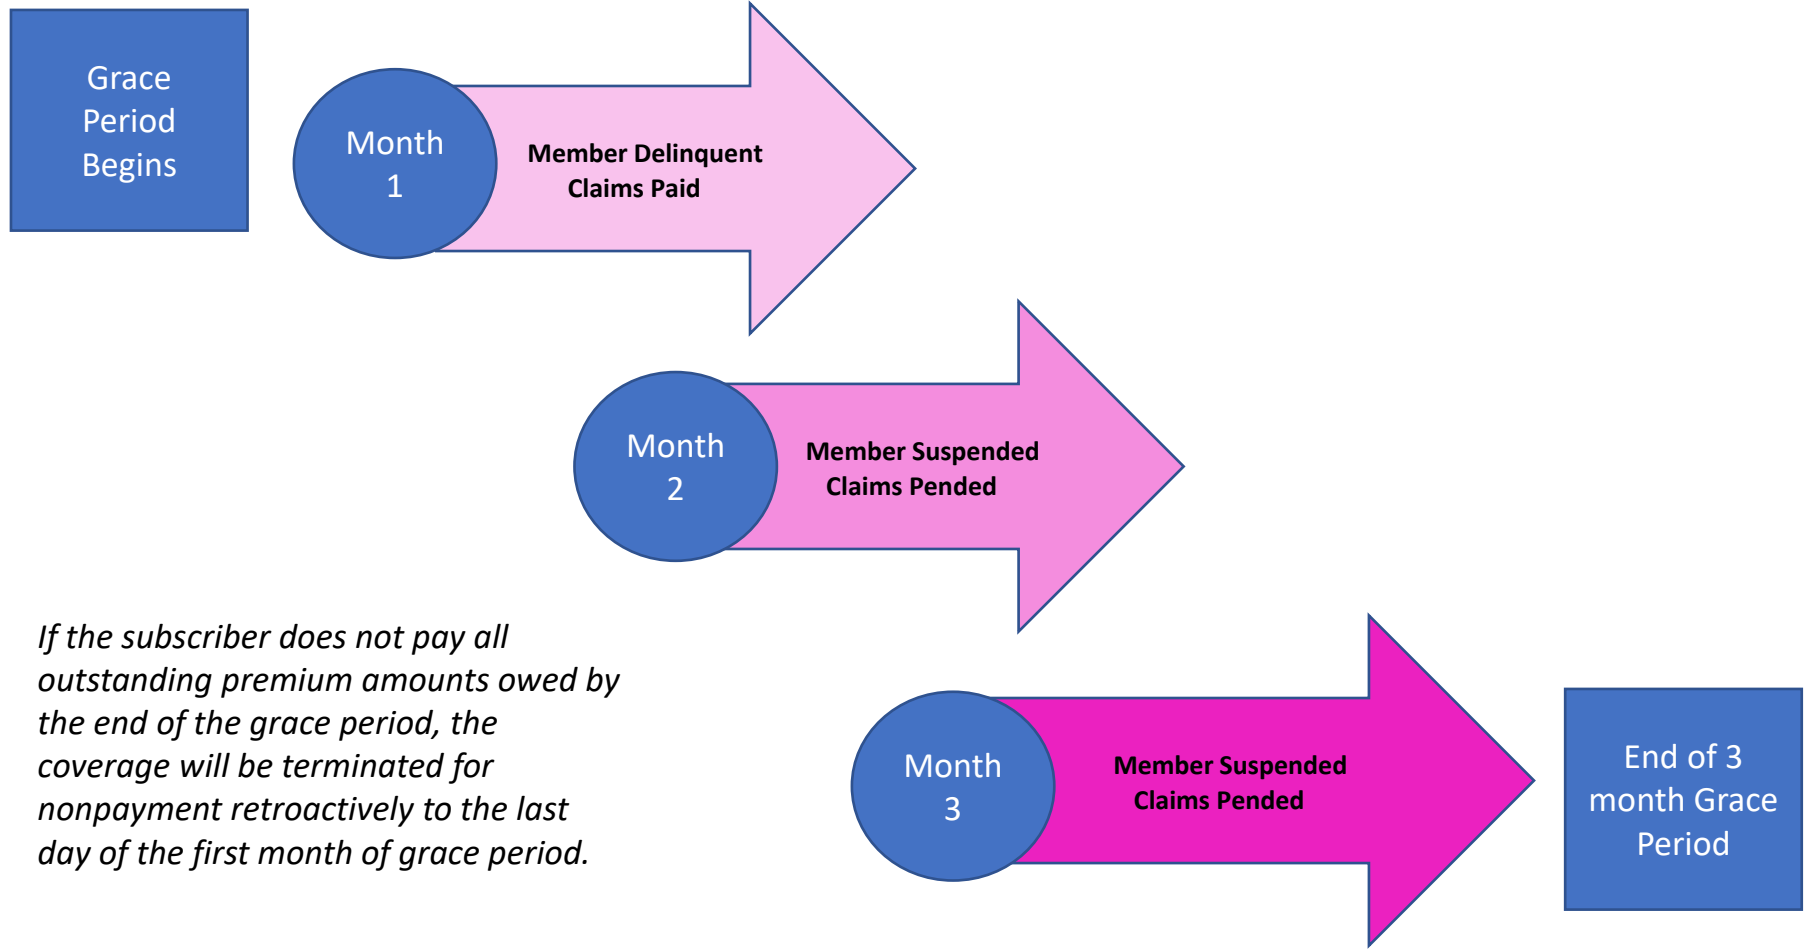 Grace
Period
Begins
Month
1
Member Delinquent
Claims Paid
Month
2
Member Suspended
Claims Pended
If the subscriber does not pay all
outstanding premium amounts owed by
the end of the grace period, the
coverage will be terminated for
nonpayment retroactively to the last
day of the first month of grace period.
Month
3
Member Suspended
Claims Pended
End of 3
month Grace
Period